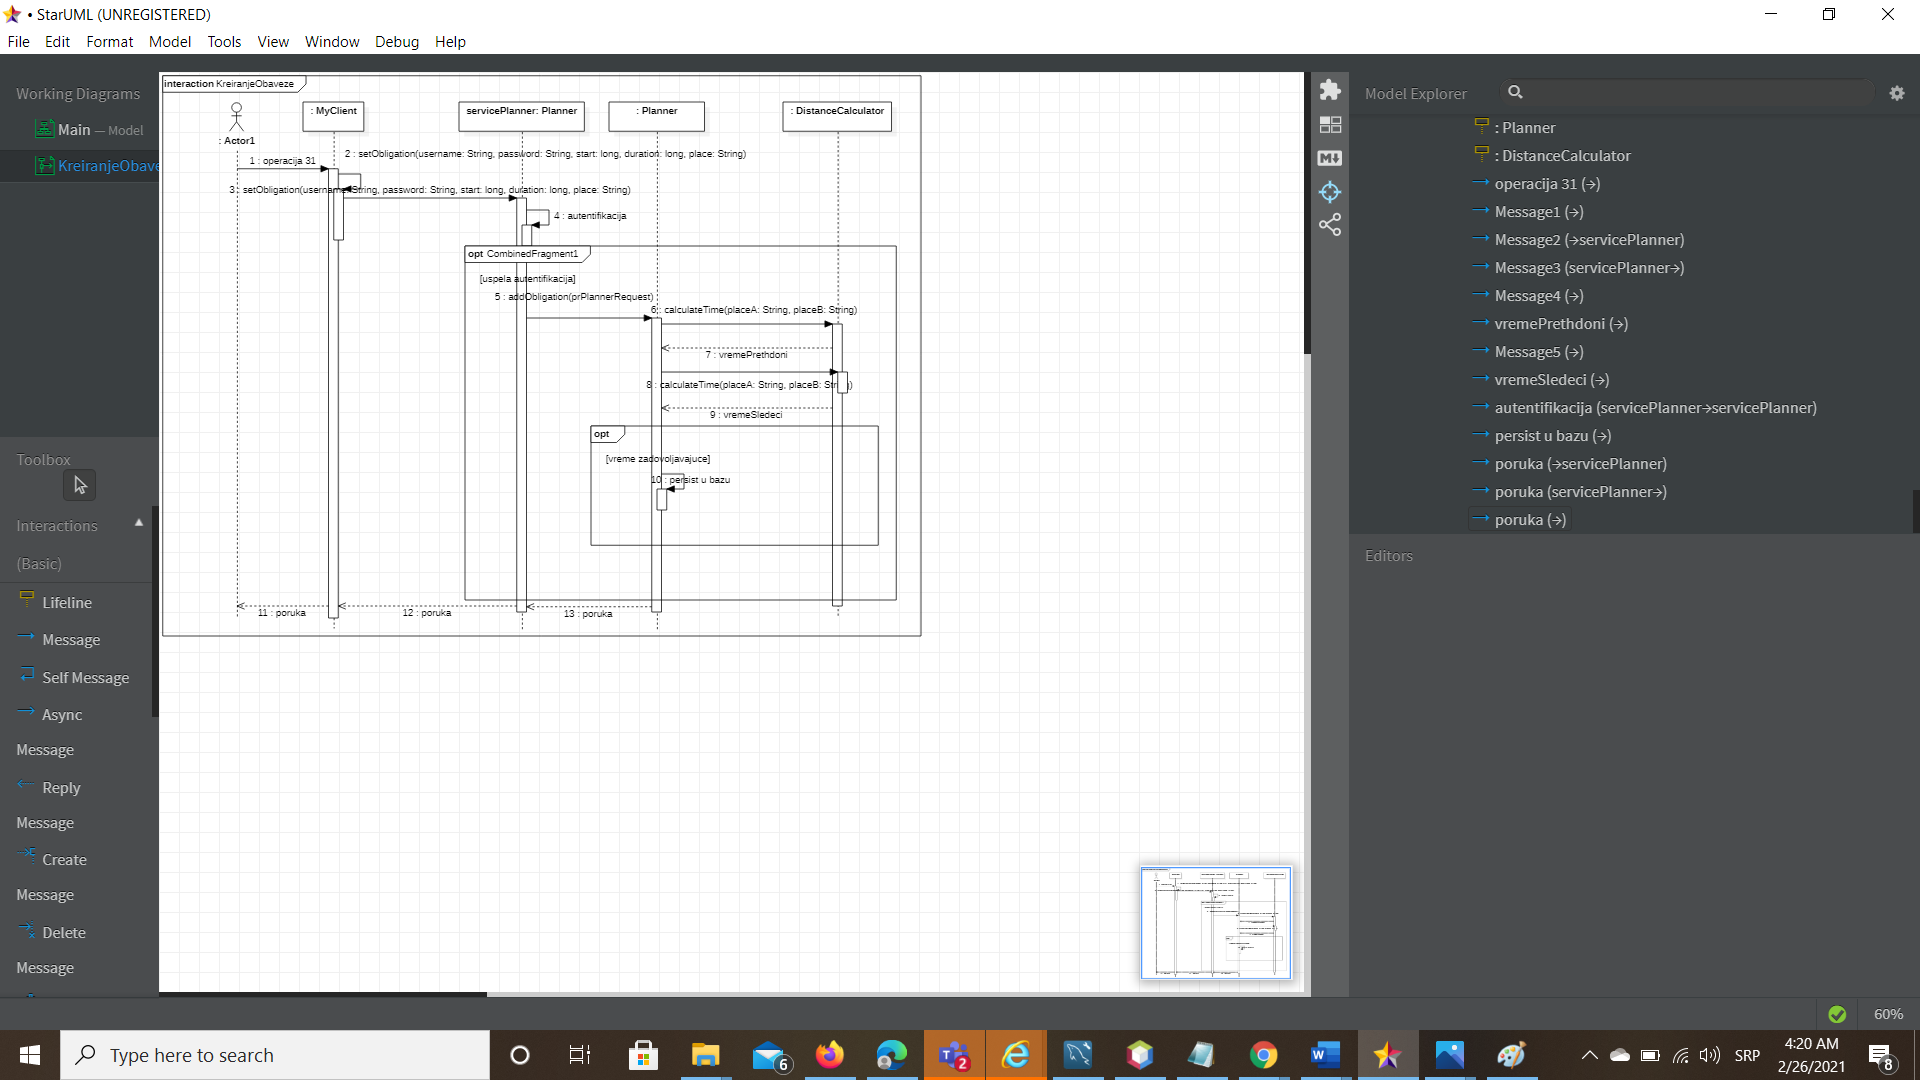 • StarUML (UNREGISTERED)
File Edit Format Model Tools View Window Debug Help
Working Diagrams
Main — Model
KreiranjeObave
Toolbox
Interactions
(Basic)
Lifeline
Message
Self Message
Async
Message
Reply
Message
Create
Message
Delete
Message
interaction KreiranjeObaveze
: Actor1
: MyClient
servicePlanner: Planner
: Planner
: DistanceCalculator
1 : operacija 31
2 : setObligation(username: String, password: String, start: long, duration: long, place: String)
3 : setObligation(username: String, password: String, start: long, duration: long, place: String)
4 : autentifikacija
opt CombinedFragment1
[uspela autentifikacija]
5 : addObligation(prPlannerRequest)
6 : calculateTime(placeA: String, placeB: String)
7 : vremePrethdoni
8 : calculateTime(placeA: String, placeB: String)
9 : vremeSledeci
opt
[vreme zadovoljavajuce]
10 : persist u bazu
11 : poruka
12 : poruka
13 : poruka
M
Model Explorer
: Planner
: DistanceCalculator
operacija 31 (→)
Message1 (→)
Message2 (→servicePlanner)
Message3 (servicePlanner→)
Message4 (→)
vremePrethdoni (→)
Message5 (→)
vremeSledeci (→)
autentifikacija (servicePlanner→servicePlanner)
persist u bazu (→)
poruka (→servicePlanner)
poruka (servicePlanner→)
poruka (→)
Editors
60%
Type here to search
6
2
SRP
4:20 AM
2/26/2021
8